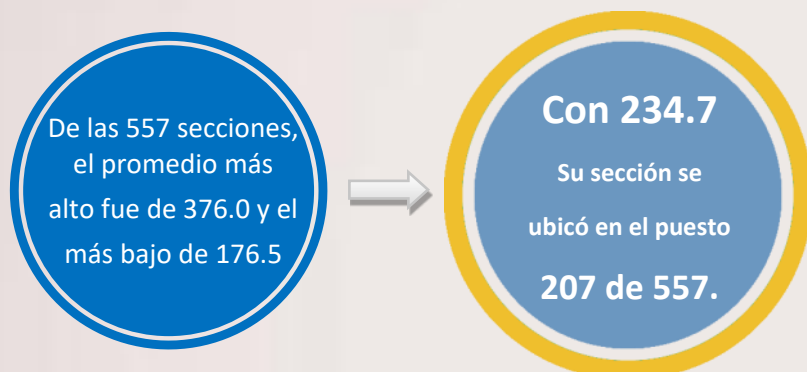 De las 557 secciones,
el promedio más
alto fue de 376.0 y el
más bajo de 176.5
Con 234.7
Su sección se
ubicó en el puesto
207 de 557.